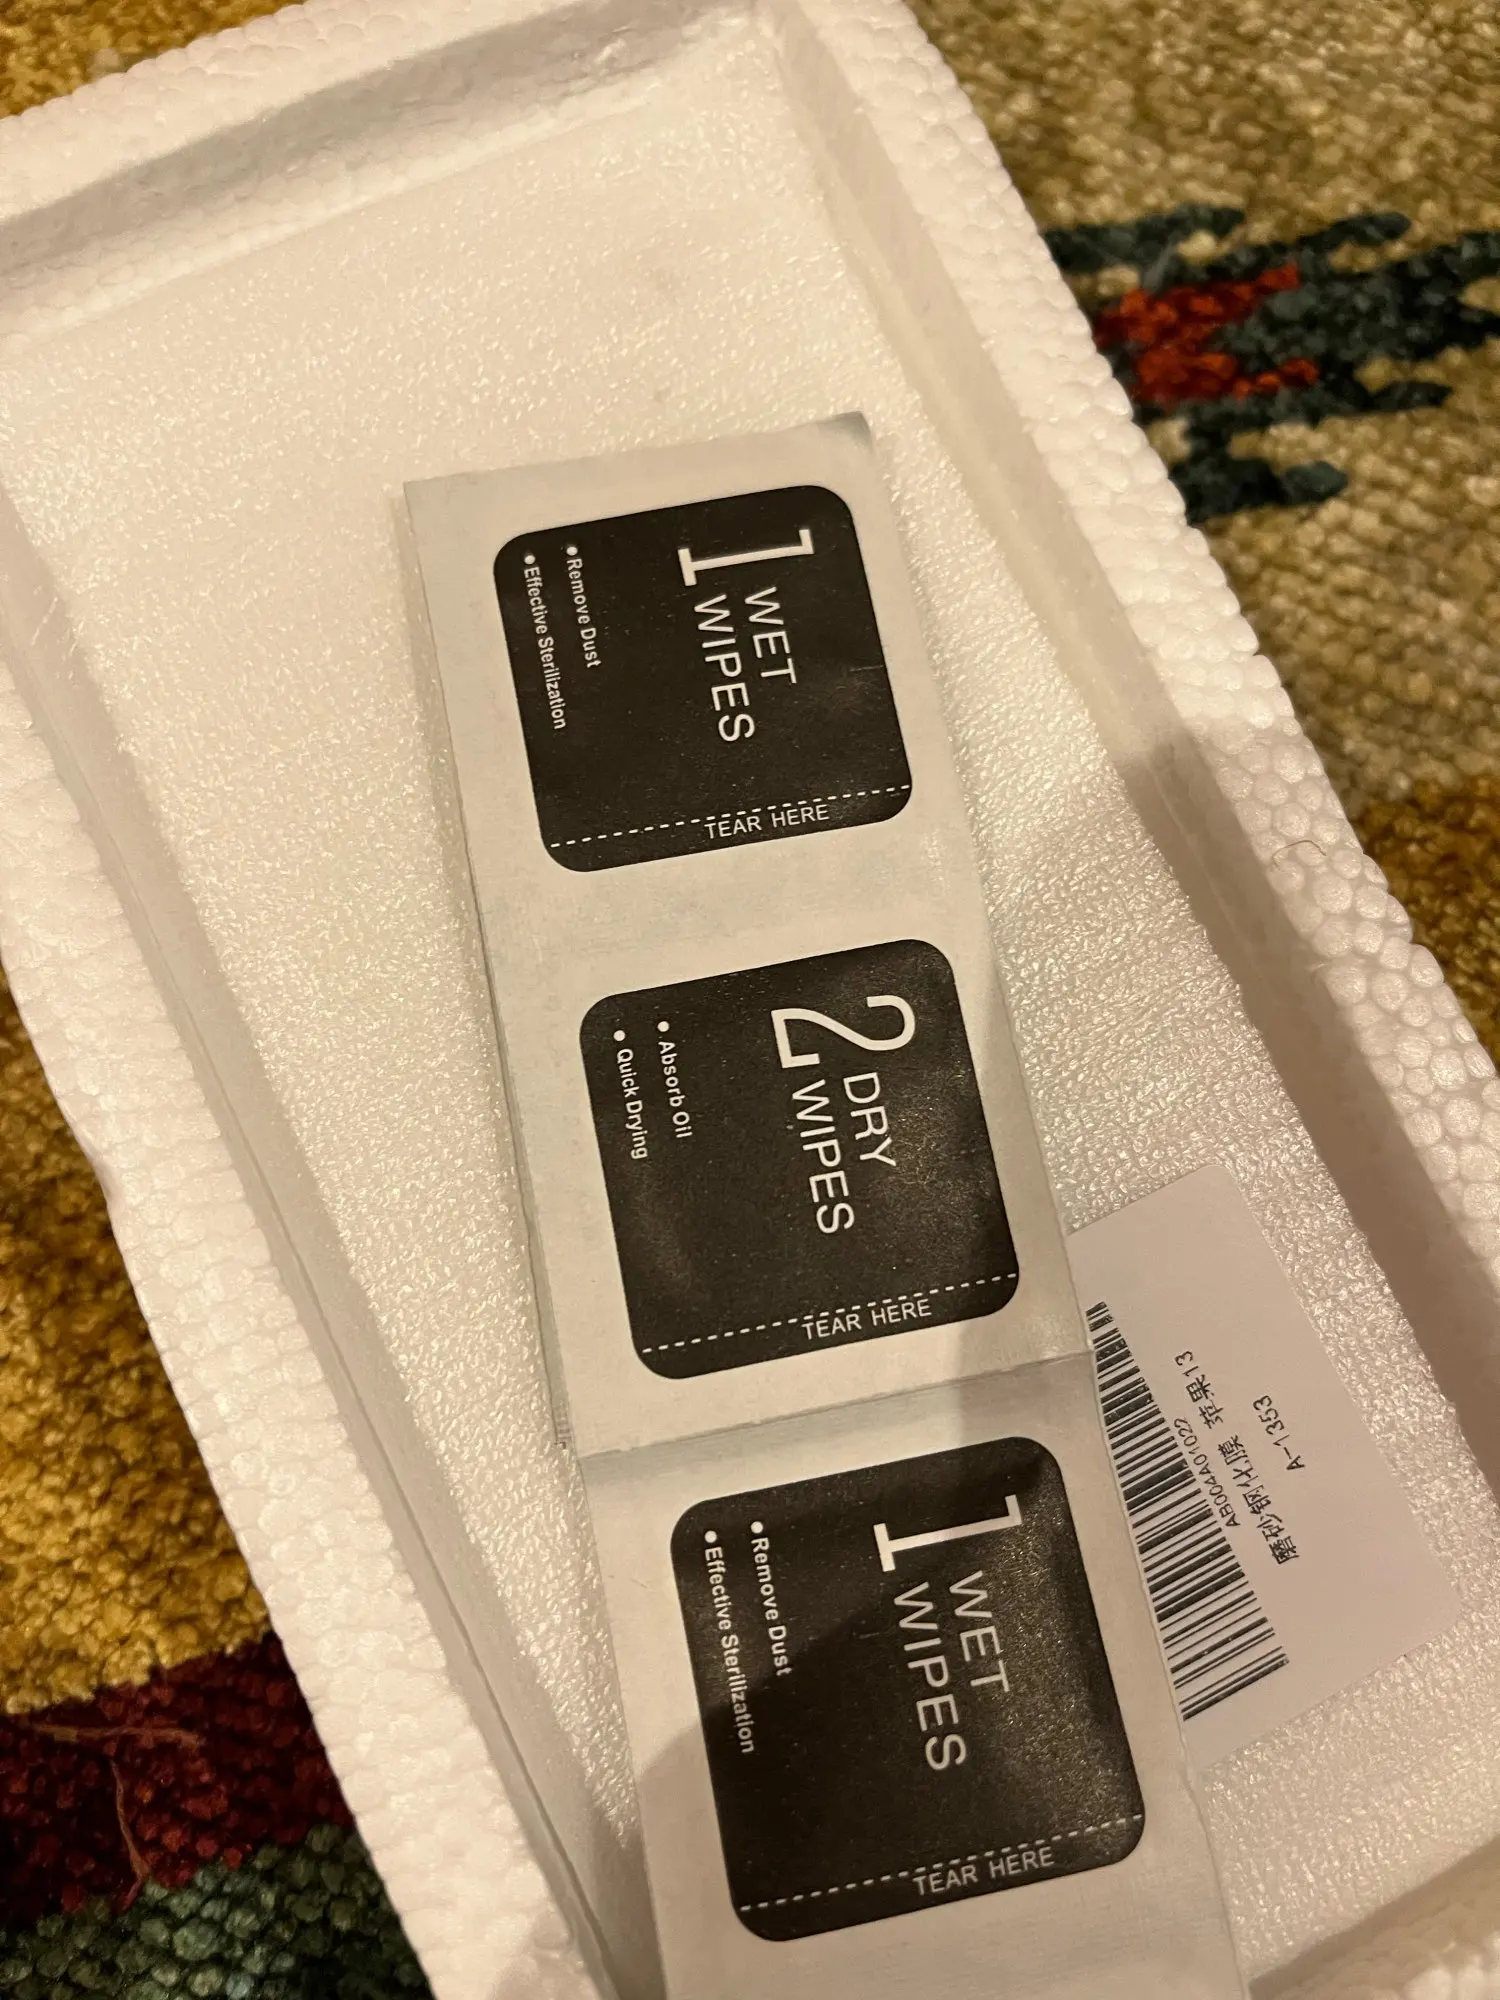 1 WET
WIPES
● Remove Dust
● Effective Sterilization
TEAR HERE
2 DRY
WIPES
● Absorb Oil
● Quick Drying
TEAR HERE
1 WET
WIPES
● Remove Dust
● Effective Sterilization
TEAR HERE
AB004A01022
磨砂钢化膜 苹果13
A-1353